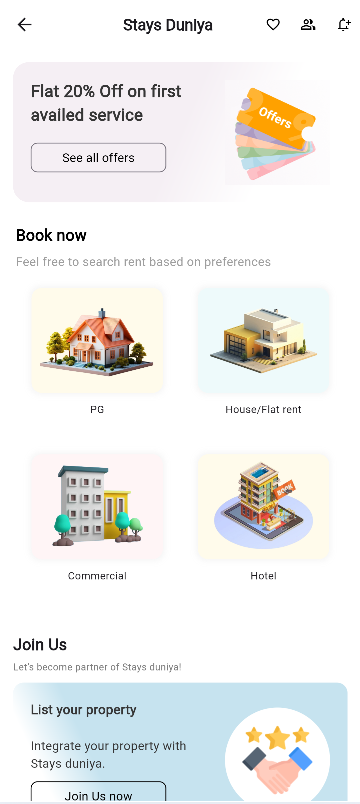 Stays Duniya
Flat 20% Off on first
availed service
See all offers
Offers
Book now
Feel free to search rent based on preferences
PG
House/Flat rent
BOOK
Commercial
Hotel
Join Us
Let's become partner of Stays duniya!
List your property
Integrate your property with
Stays duniya.
Join Us now